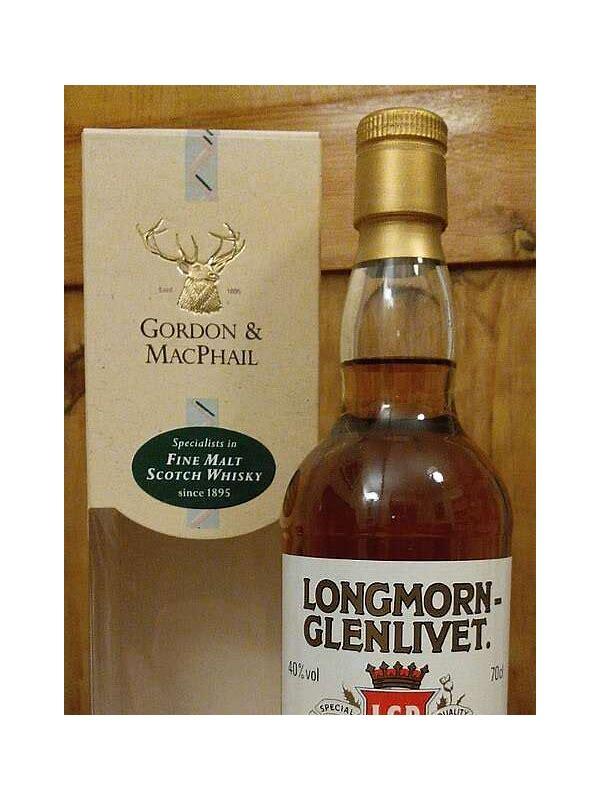 Estd 1895
GORDON &
MACPHAIL
Specialists in
FINE MALT
SCOTCH WHISKY
since 1895
LONGMORN-
GLENLIVET.
40%vol 70cl
SPECIAL QUALITY